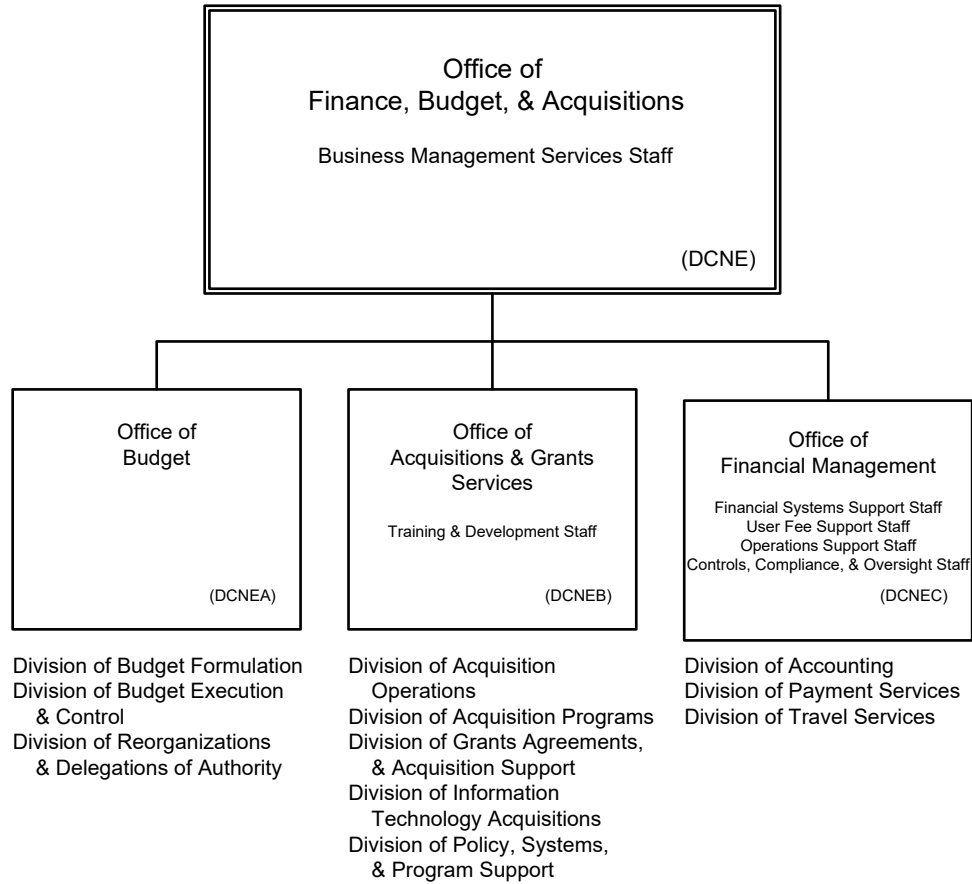 Office of
Finance, Budget, & Acquisitions
Business Management Services Staff
(DCNE)
Office of
Budget
(DCNEA)
Division of Budget Formulation
Division of Budget Execution
& Control
Division of Reorganizations
& Delegations of Authority
Office of
Acquisitions & Grants
Services
Training & Development Staff
(DCNEB)
Division of Acquisition
Operations
Division of Acquisition Programs
Division of Grants Agreements,
& Acquisition Support
Division of Information
Technology Acquisitions
Division of Policy, Systems,
& Program Support
Office of
Financial Management
Financial Systems Support Staff
User Fee Support Staff
Operations Support Staff
Controls, Compliance, & Oversight Staff
(DCNEC)
Division of Accounting
Division of Payment Services
Division of Travel Services